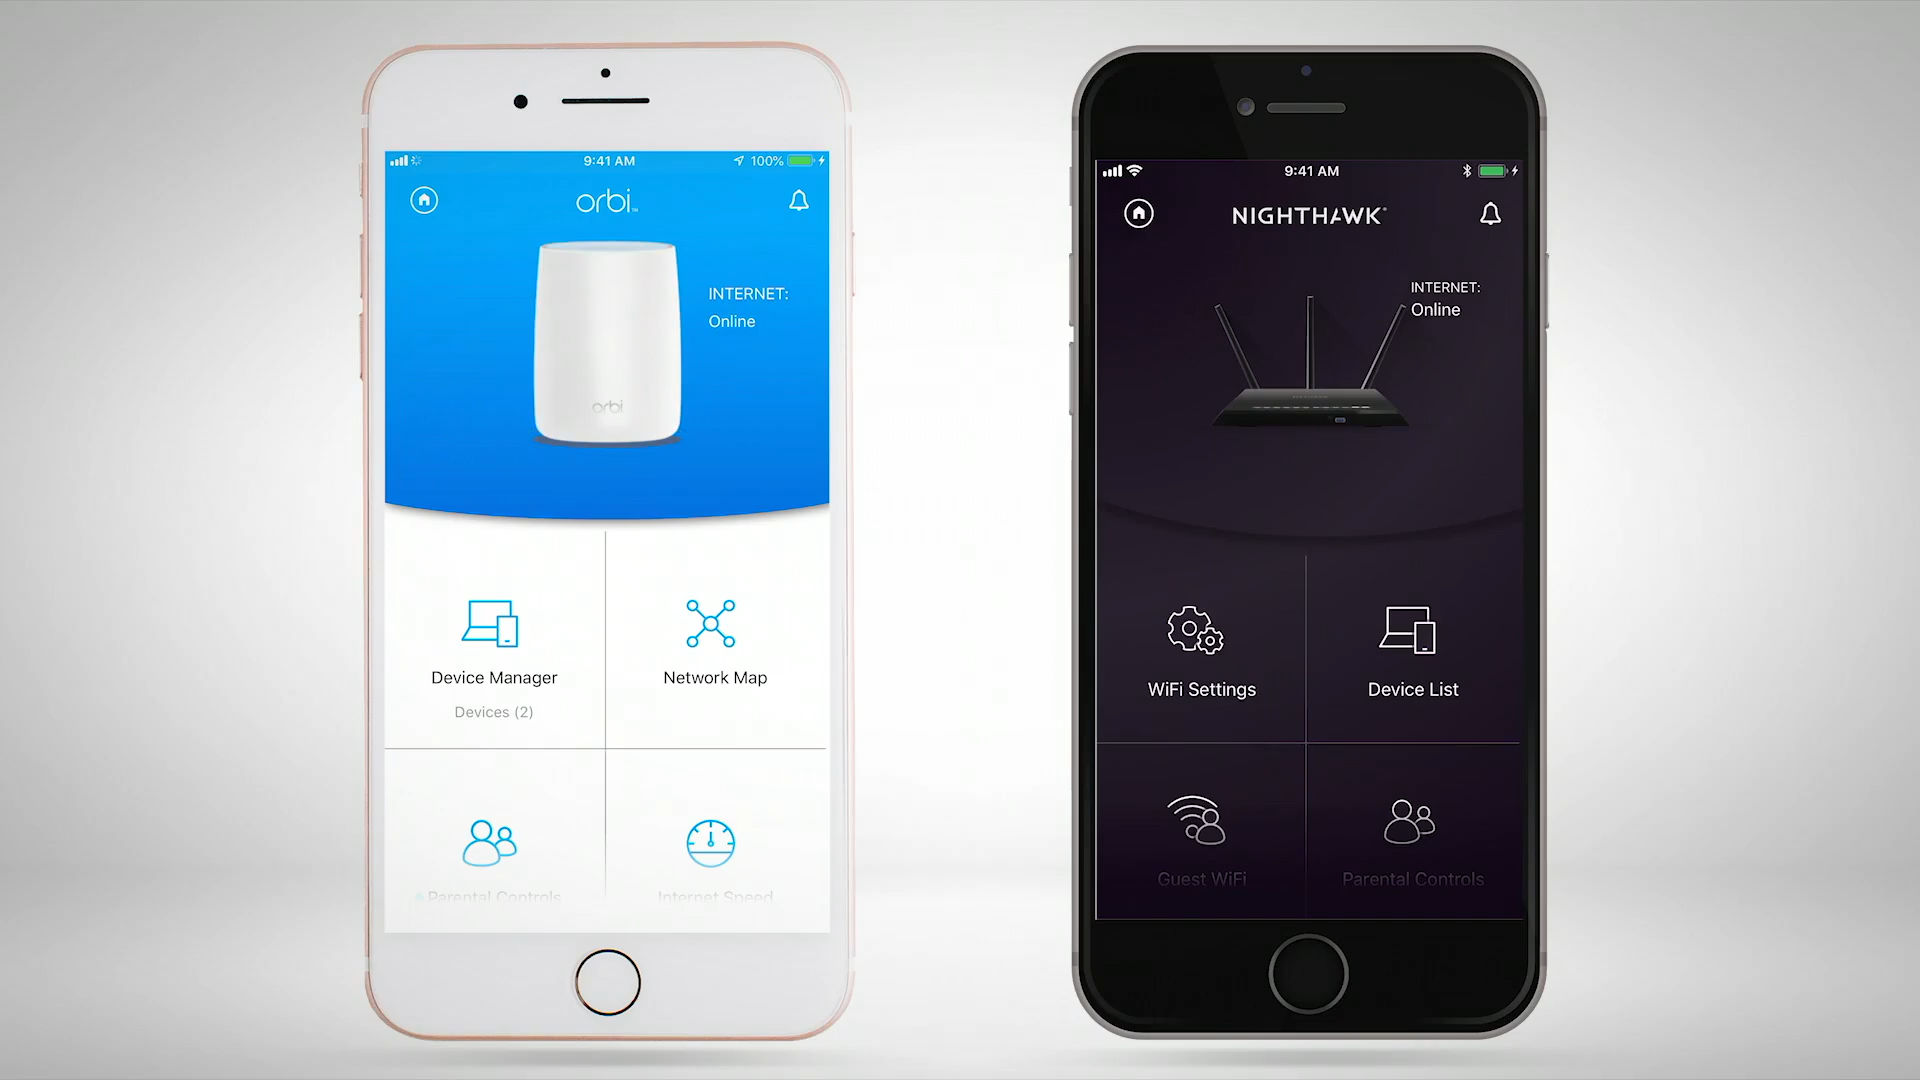 9:41 AM
100%
orbi™
INTERNET:
Online
orbi
Device Manager
Devices (2)
Network Map
Parental Controls
Internet Speed
9:41 AM
NIGHTHAWK®
INTERNET:
Online
WiFi Settings
Device List
Guest WiFi
Parental Controls